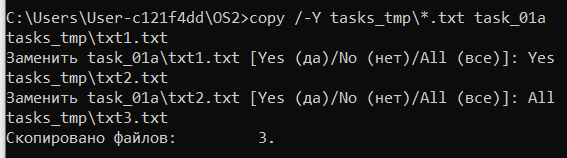 C:\Users\User-c121f4dd\OS2>copy /-Y tasks_tmp\*.txt task_01a
tasks_tmp\txt1.txt
Заменить task_01a\txt1.txt [Yes (да)/No (нет)/All (все)]: Yes
tasks_tmp\txt2.txt
Заменить task_01a\txt2.txt [Yes (да)/No (нет)/All (все)]: All
tasks_tmp\txt3.txt
Скопировано файлов:         3.